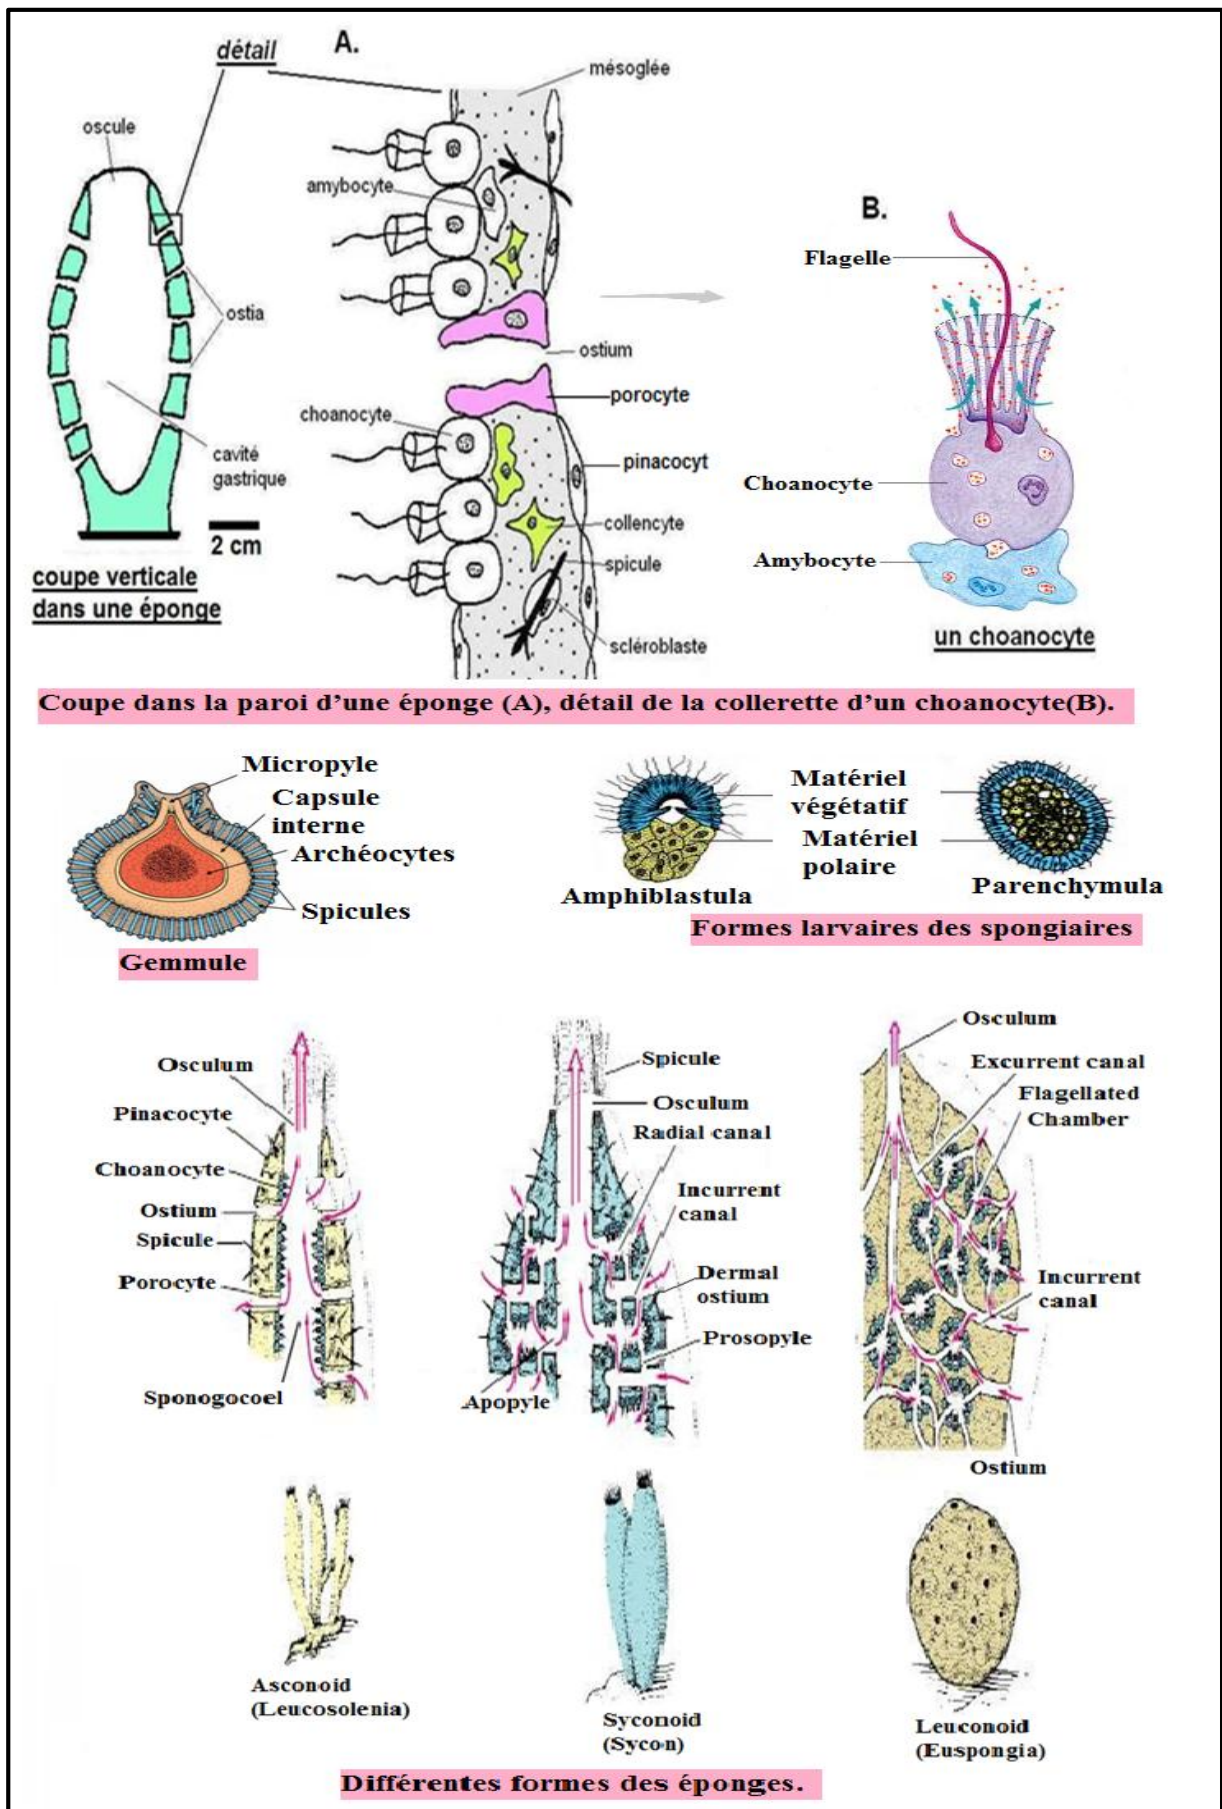 détail
A.
mésoglée
oscule
amybocyte
B.
Flagelle
ostia
ostium
porocyte
choanocyte
cavité
gastrique
pinacocyt
Choanocyte
collencyte
2 cm
spicule
Amybocyte
coupe verticale
dans une éponge
scléroblaste
un choanocyte
Coupe dans la paroi d'une éponge (A), détail de la collerette d'un choanocyte(B).
Micropyle
Capsule
interne
Archéocytes
Spicules
Gemmule
Matériel
végétatif
Matériel
polaire
Amphiblastula
Parenchymula
Formes larvaires des spongiaires
Osculum
Pinacocyte
Choanocyte
Ostium
Spicule
Porocyte
Sponogocoel
Spicule
Osculum
Radial canal
Incurrent
canal
Dermal
ostium
Prosopyle
Apopyle
Osculum
Excurrent canal
Flagellated
Chamber
Incurrent
canal
Ostium
Asconoid
(Leucosolenia)
Syconoid
(Sycon)
Leuconoid
(Euspongia)
Différentes formes des éponges.